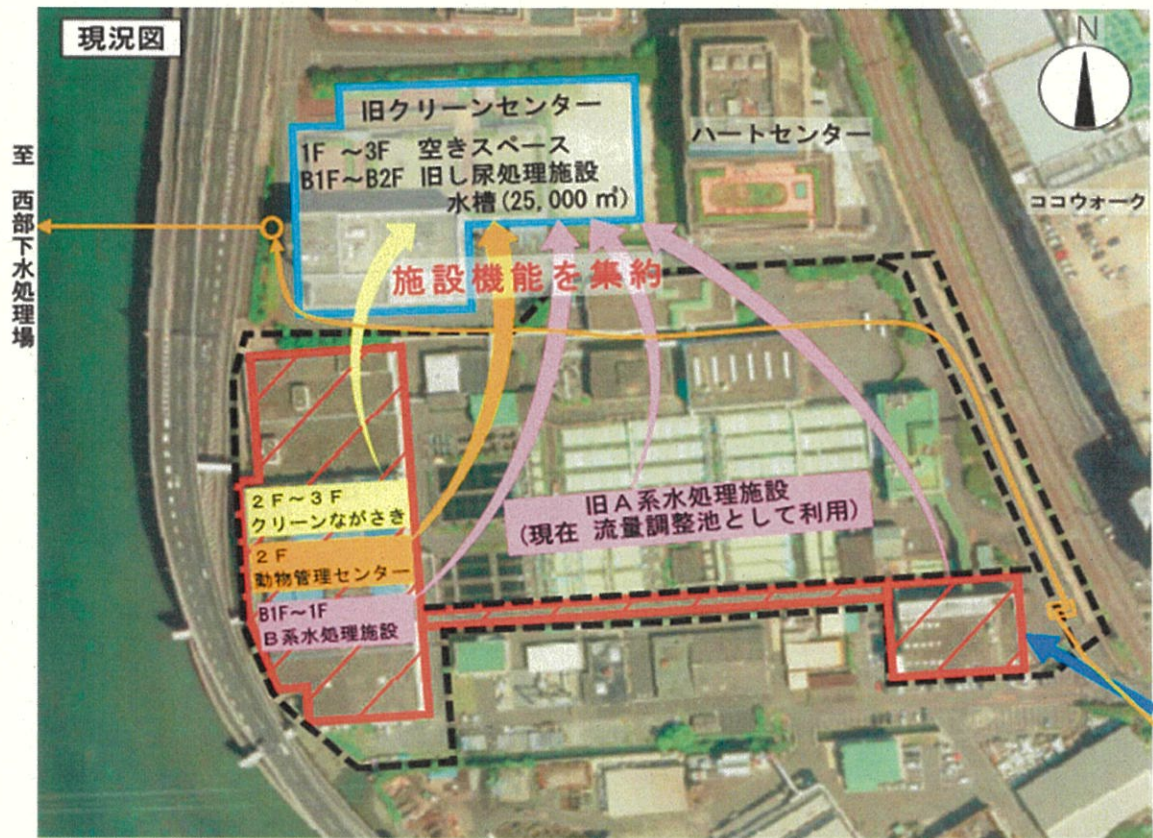 現況図
N
旧クリーンセンター
1F ～3F 空きスペース
B1F～B2F 旧し尿処理施設
水槽(25,000 ㎥)
ハートセンター
ココウォーク
至 西部下水処理場
施設機能を集約
2F～3F
クリーンながさき
2F
動物管理センター
B1F～1F
B系水処理施設
旧A系水処理施設
(現在 流量調整池として利用)